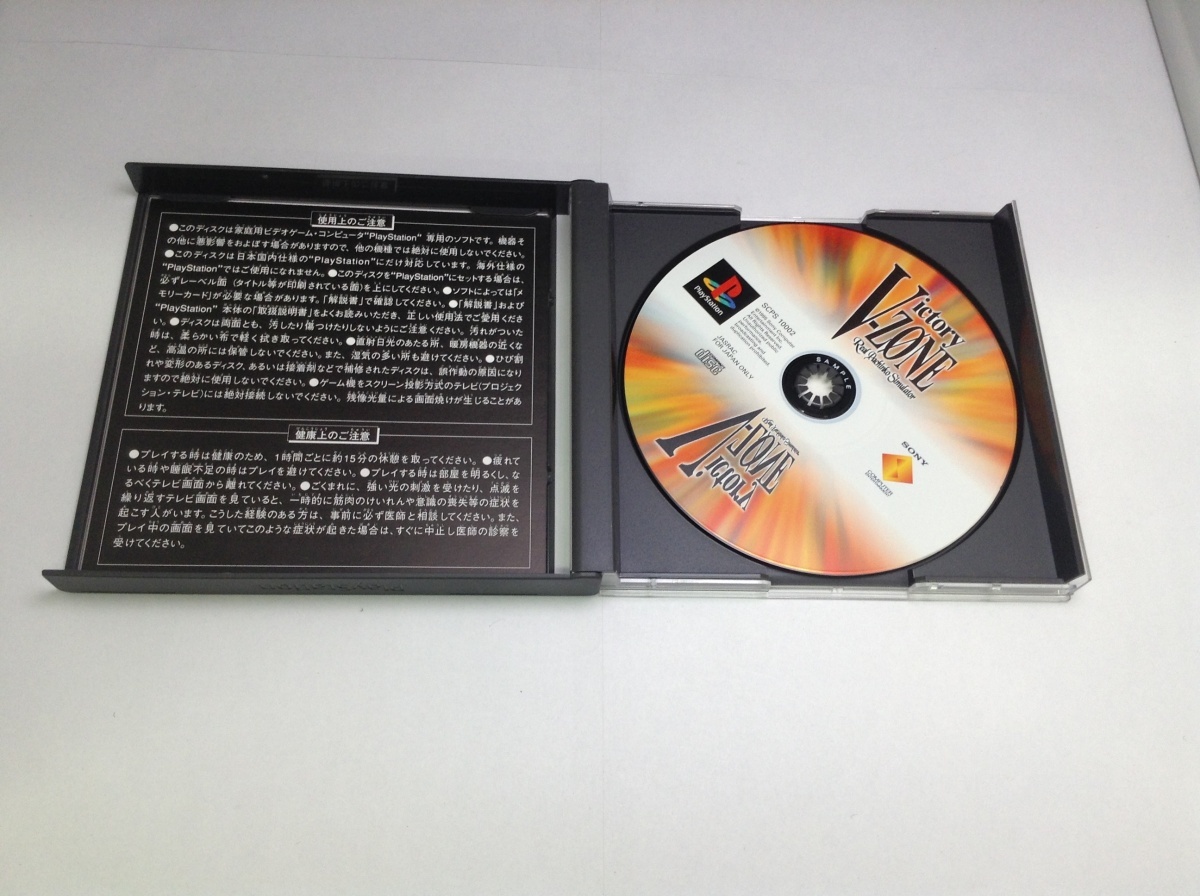 使用上のご注意
●このディスクは家庭用ビデオゲーム・コンピュータ"PlayStation" 専用のソフトです。機器そ
の他に悪影響をおよぼす場合がありますので、他の機種では絶対に使用しないでください。
●このディスクは日本国内仕様の"PlayStation"にだけ対応しています。海外仕様の
"PlayStation"ではご使用になれません。●このディスクを"PlayStation"にセットする場合は、
必ずレーベル面（タイトル等が印刷されている面）を上にしてください。●ソフトによっては「メ
モリーカード」が必要な場合があります。「解説書」で確認してください。●「解説書」および
"PlayStation" 本体の「取扱説明書」をよくお読みいただき、正しい使用法でご愛用くださ
い。●ディスクは両面とも、汚したり傷つけたりしないようにご注意ください。汚れがついた
時は、柔らかい布で軽く拭き取ってください。●直射日光のあたる所、暖房機器の近くな
ど、高温の所には保管しないでください。また、湿気の多い所も避けてください。●ひび割
れや変形のあるディスク、あるいは接着剤などで補修されたディスクは、誤作動の原因になり
ますので絶対に使用しないでください。●ゲーム機をスクリーン投影方式のテレビ（プロジェク
ション・テレビ）には絶対接続しないでください。残像光量による画面焼けが生じることがあ
ります。
健康上のご注意
●プレイする時は健康のため、1時間ごとに約15分の休憩を取ってください。●疲れて
いる時や睡眠不足の時はプレイを避けてください。●プレイする時は部屋を明るくし、な
るべくテレビ画面から離れてください。●ごくまれに、強い光の刺激を受けたり、点滅を
繰り返すテレビ画面を見ていると、一時的に筋肉のけいれんや意識の喪失等の症状を
起こす人がいます。こうした経験のある方は、事前に必ず医師と相談してください。また、
プレイ中の画面を見ていてこのような症状が起きた場合は、すぐに中止し医師の診察を
受けてください。
PlayStation
SCPS 10002
JASRAC
FOR JAPAN ONLY
disc
SAMPLE
Victory
V-ZONE
Real Pachinko Simulator
SONY
COMPUTER
Victory
V-ZONE